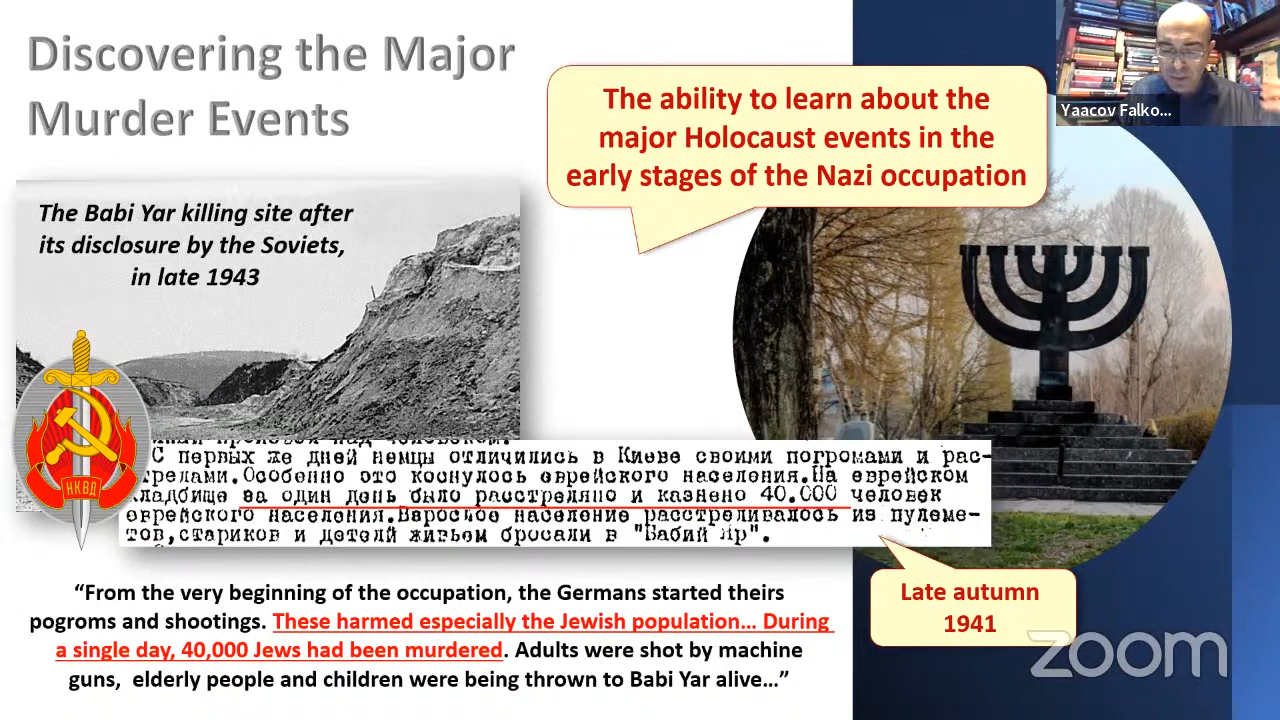 Discovering the Major
Murder Events
The ability to learn about the
major Holocaust events in the
early stages of the Nazi occupation
Yaacov Falko...
The Babi Yar killing site after
its disclosure by the Soviets,
in late 1943
НКВД
С первых же дней немцы отличились в Киеве своими погромами и рас-
трелами.Особенно это коснулось еврейского населения.На еврейском
кладбище за один день было расстреляно и казнено 40.000 человек
еврейского населения.Взрослое население расстреливалось из пулеме-
тов,стариков и детей живьем бросали в "Бабий Яр".
“From the very beginning of the occupation, the Germans started theirs
pogroms and shootings. These harmed especially the Jewish population… During
a single day, 40,000 Jews had been murdered. Adults were shot by machine
guns, elderly people and children were being thrown to Babi Yar alive…”
Late autumn
1941
zoom